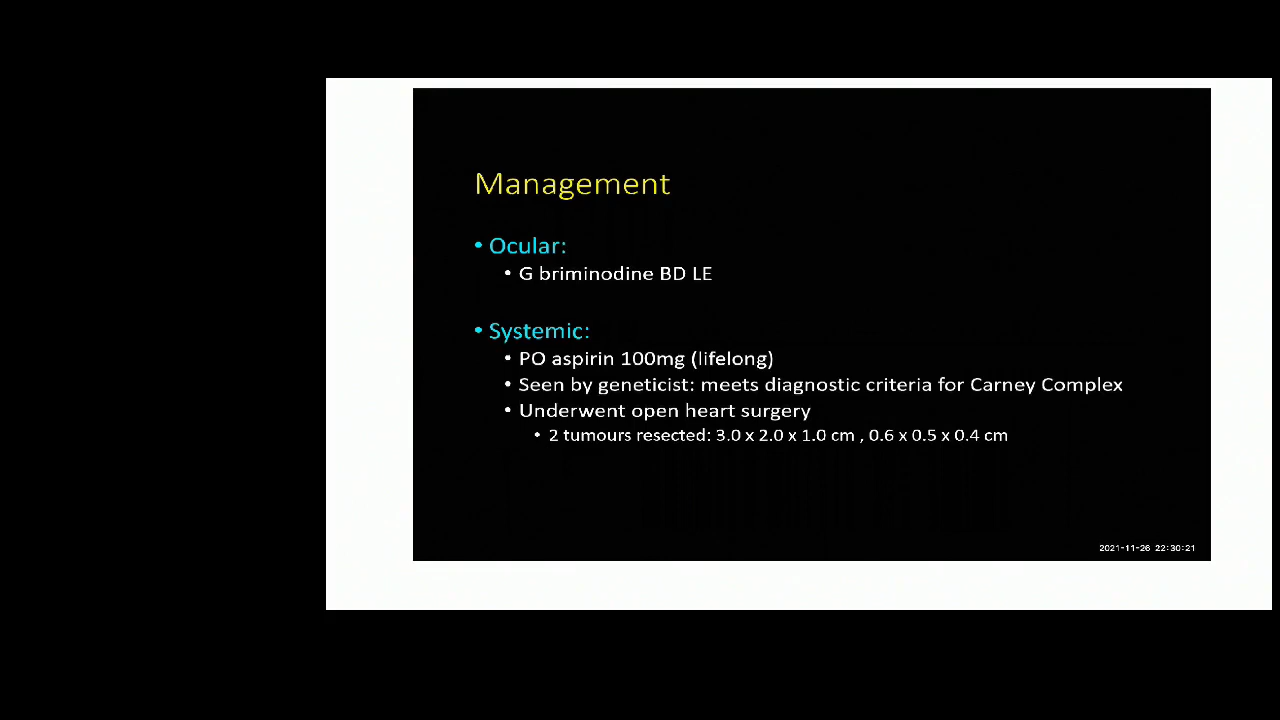 Management
• Ocular:
• G briminodine BD LE
• Systemic:
• PO aspirin 100mg (lifelong)
• Seen by geneticist: meets diagnostic criteria for Carney Complex
• Underwent open heart surgery
• 2 tumours resected: 3.0 x 2.0 x 1.0 cm , 0.6 x 0.5 x 0.4 cm
2021-11-26 22:30:21